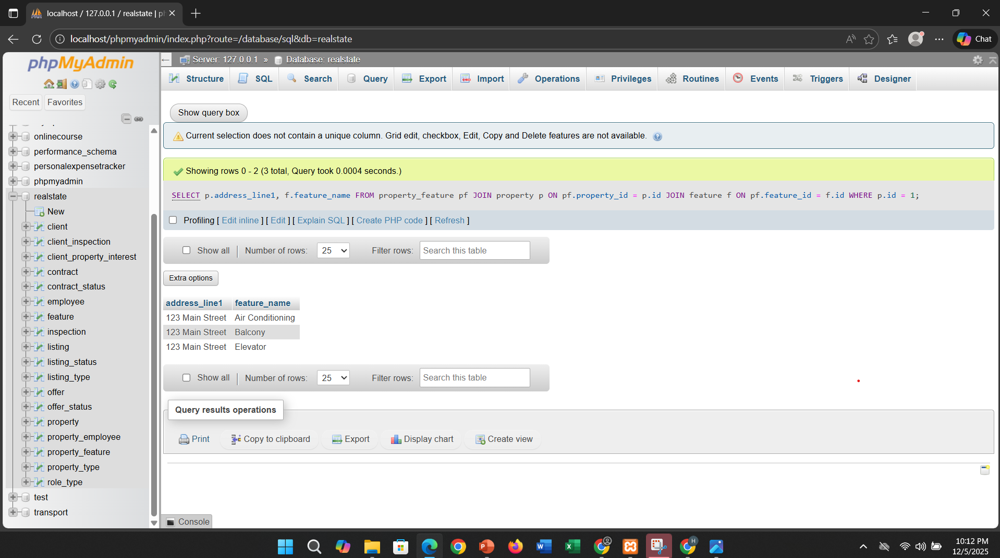 localhost / 127.0.0.1 / realstate | ph
localhost/phpmyadmin/index.php?route=/database/sql&db=realstate
Chat
phpMyAdmin
Recent
Favorites
onlinecourse
performance_schema
personalexpensetracker
phpmyadmin
realstate
New
client
client_inspection
client_property_interest
contract
contract_status
employee
feature
inspection
listing
listing_status
listing_type
offer
offer_status
property
property_employee
property_feature
property_type
role_type
test
transport
Server: 127.0.0.1 » Database: realstate
Structure SQL Search Query Export Import Operations Privileges Routines Events Triggers Designer
Show query box
Current selection does not contain a unique column. Grid edit, checkbox, Edit, Copy and Delete features are not available.
Showing rows 0 - 2 (3 total, Query took 0.0004 seconds.)
SELECT p.address_line1, f.feature_name FROM property_feature pf JOIN property p ON pf.property_id = p.id JOIN feature f ON pf.feature_id = f.id WHERE p.id = 1;
Profiling [ Edit inline ] [ Edit ] [ Explain SQL ] [ Create PHP code ] [ Refresh ]
Show all | Number of rows: 25 Filter rows: Search this table
Extra options
address_line1 feature_name
123 Main Street Air Conditioning
123 Main Street Balcony
123 Main Street Elevator
Show all | Number of rows: 25 Filter rows: Search this table
Query results operations
Print Copy to clipboard Export Display chart Create view
Console
10:12 PM
12/5/2025